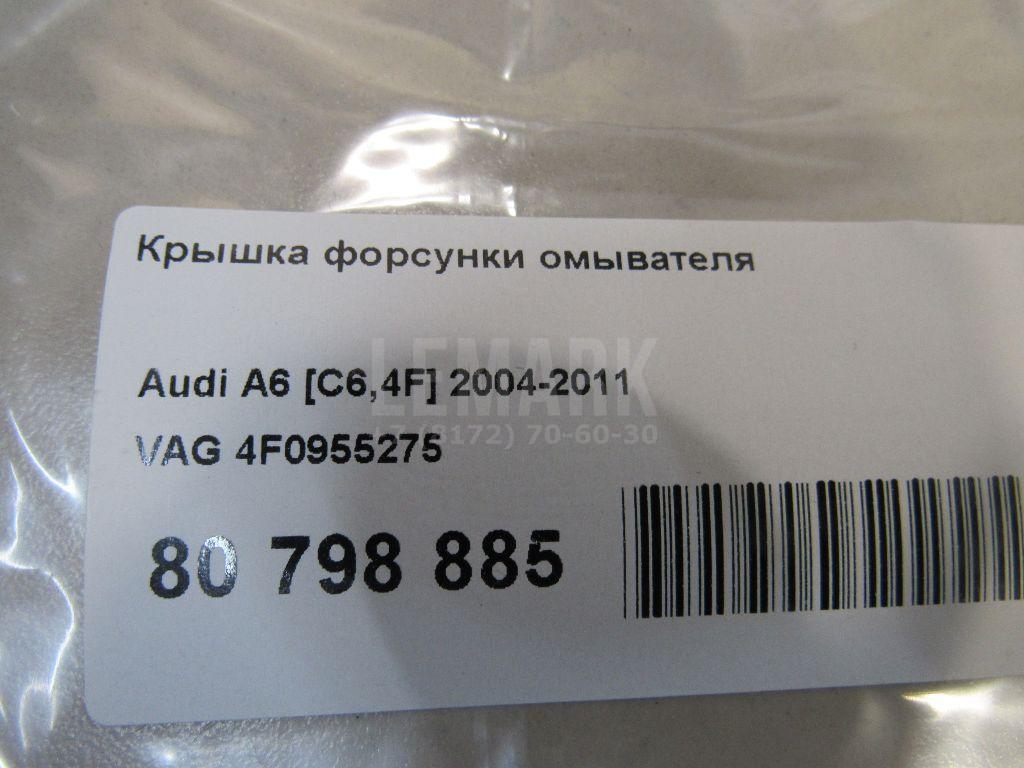 Крышка форсунки омывателя
LEMARK
Audi A6 [C6,4F] 2004-2011
+7 (8172) 70-60-30
VAG 4F0955275
80 798 885